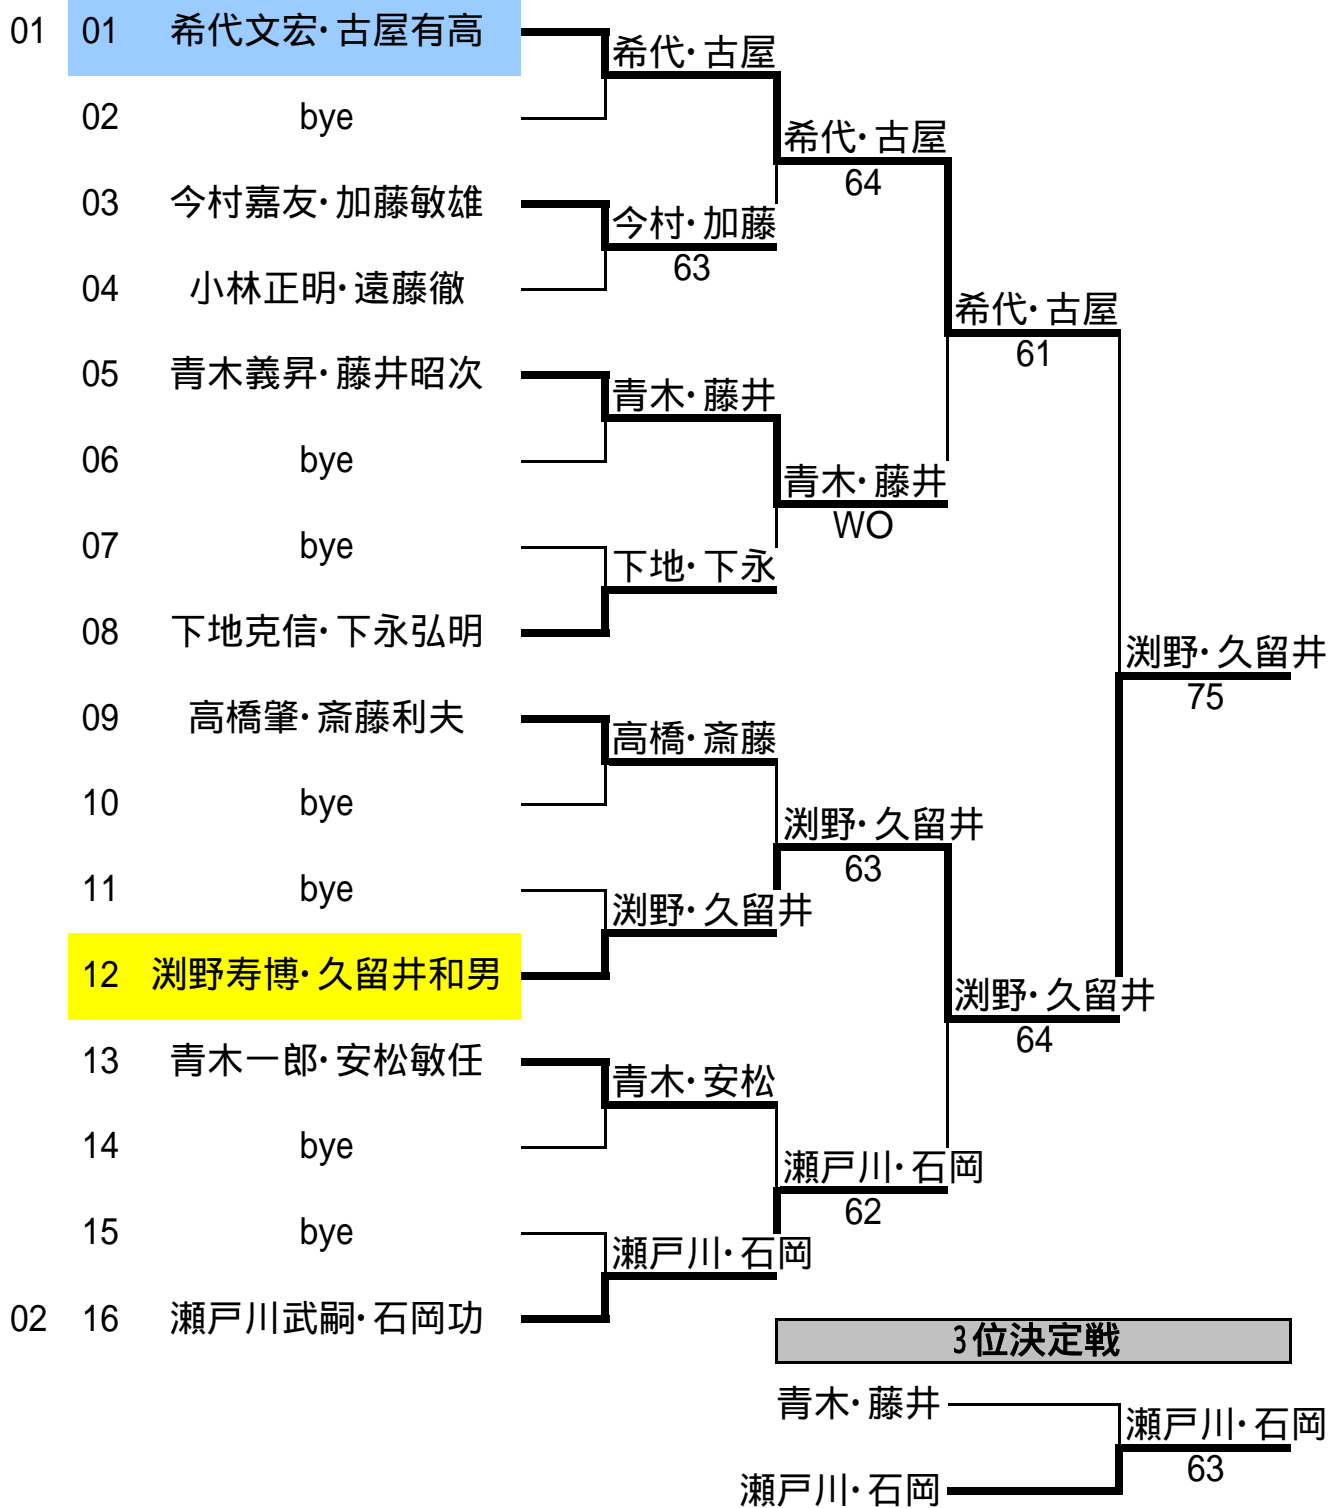 01 01 希代文宏・古屋有高
希代・古屋
02 bye
希代・古屋
64
03 今村嘉友・加藤敏雄
今村・加藤
63
04 小林正明・遠藤徹
希代・古屋
61
05 青木義昇・藤井昭次
青木・藤井
06 bye
青木・藤井
WO
07 bye
下地・下永
08 下地克信・下永弘明
渕野・久留井
75
09 高橋肇・斎藤利夫
高橋・斎藤
10 bye
渕野・久留井
63
11 bye
渕野・久留井
12 渕野寿博・久留井和男
渕野・久留井
64
13 青木一郎・安松敏任
青木・安松
14 bye
瀬戸川・石岡
62
15 bye
瀬戸川・石岡
02 16 瀬戸川武嗣・石岡功
3位決定戦
青木・藤井
瀬戸川・石岡
63
瀬戸川・石岡